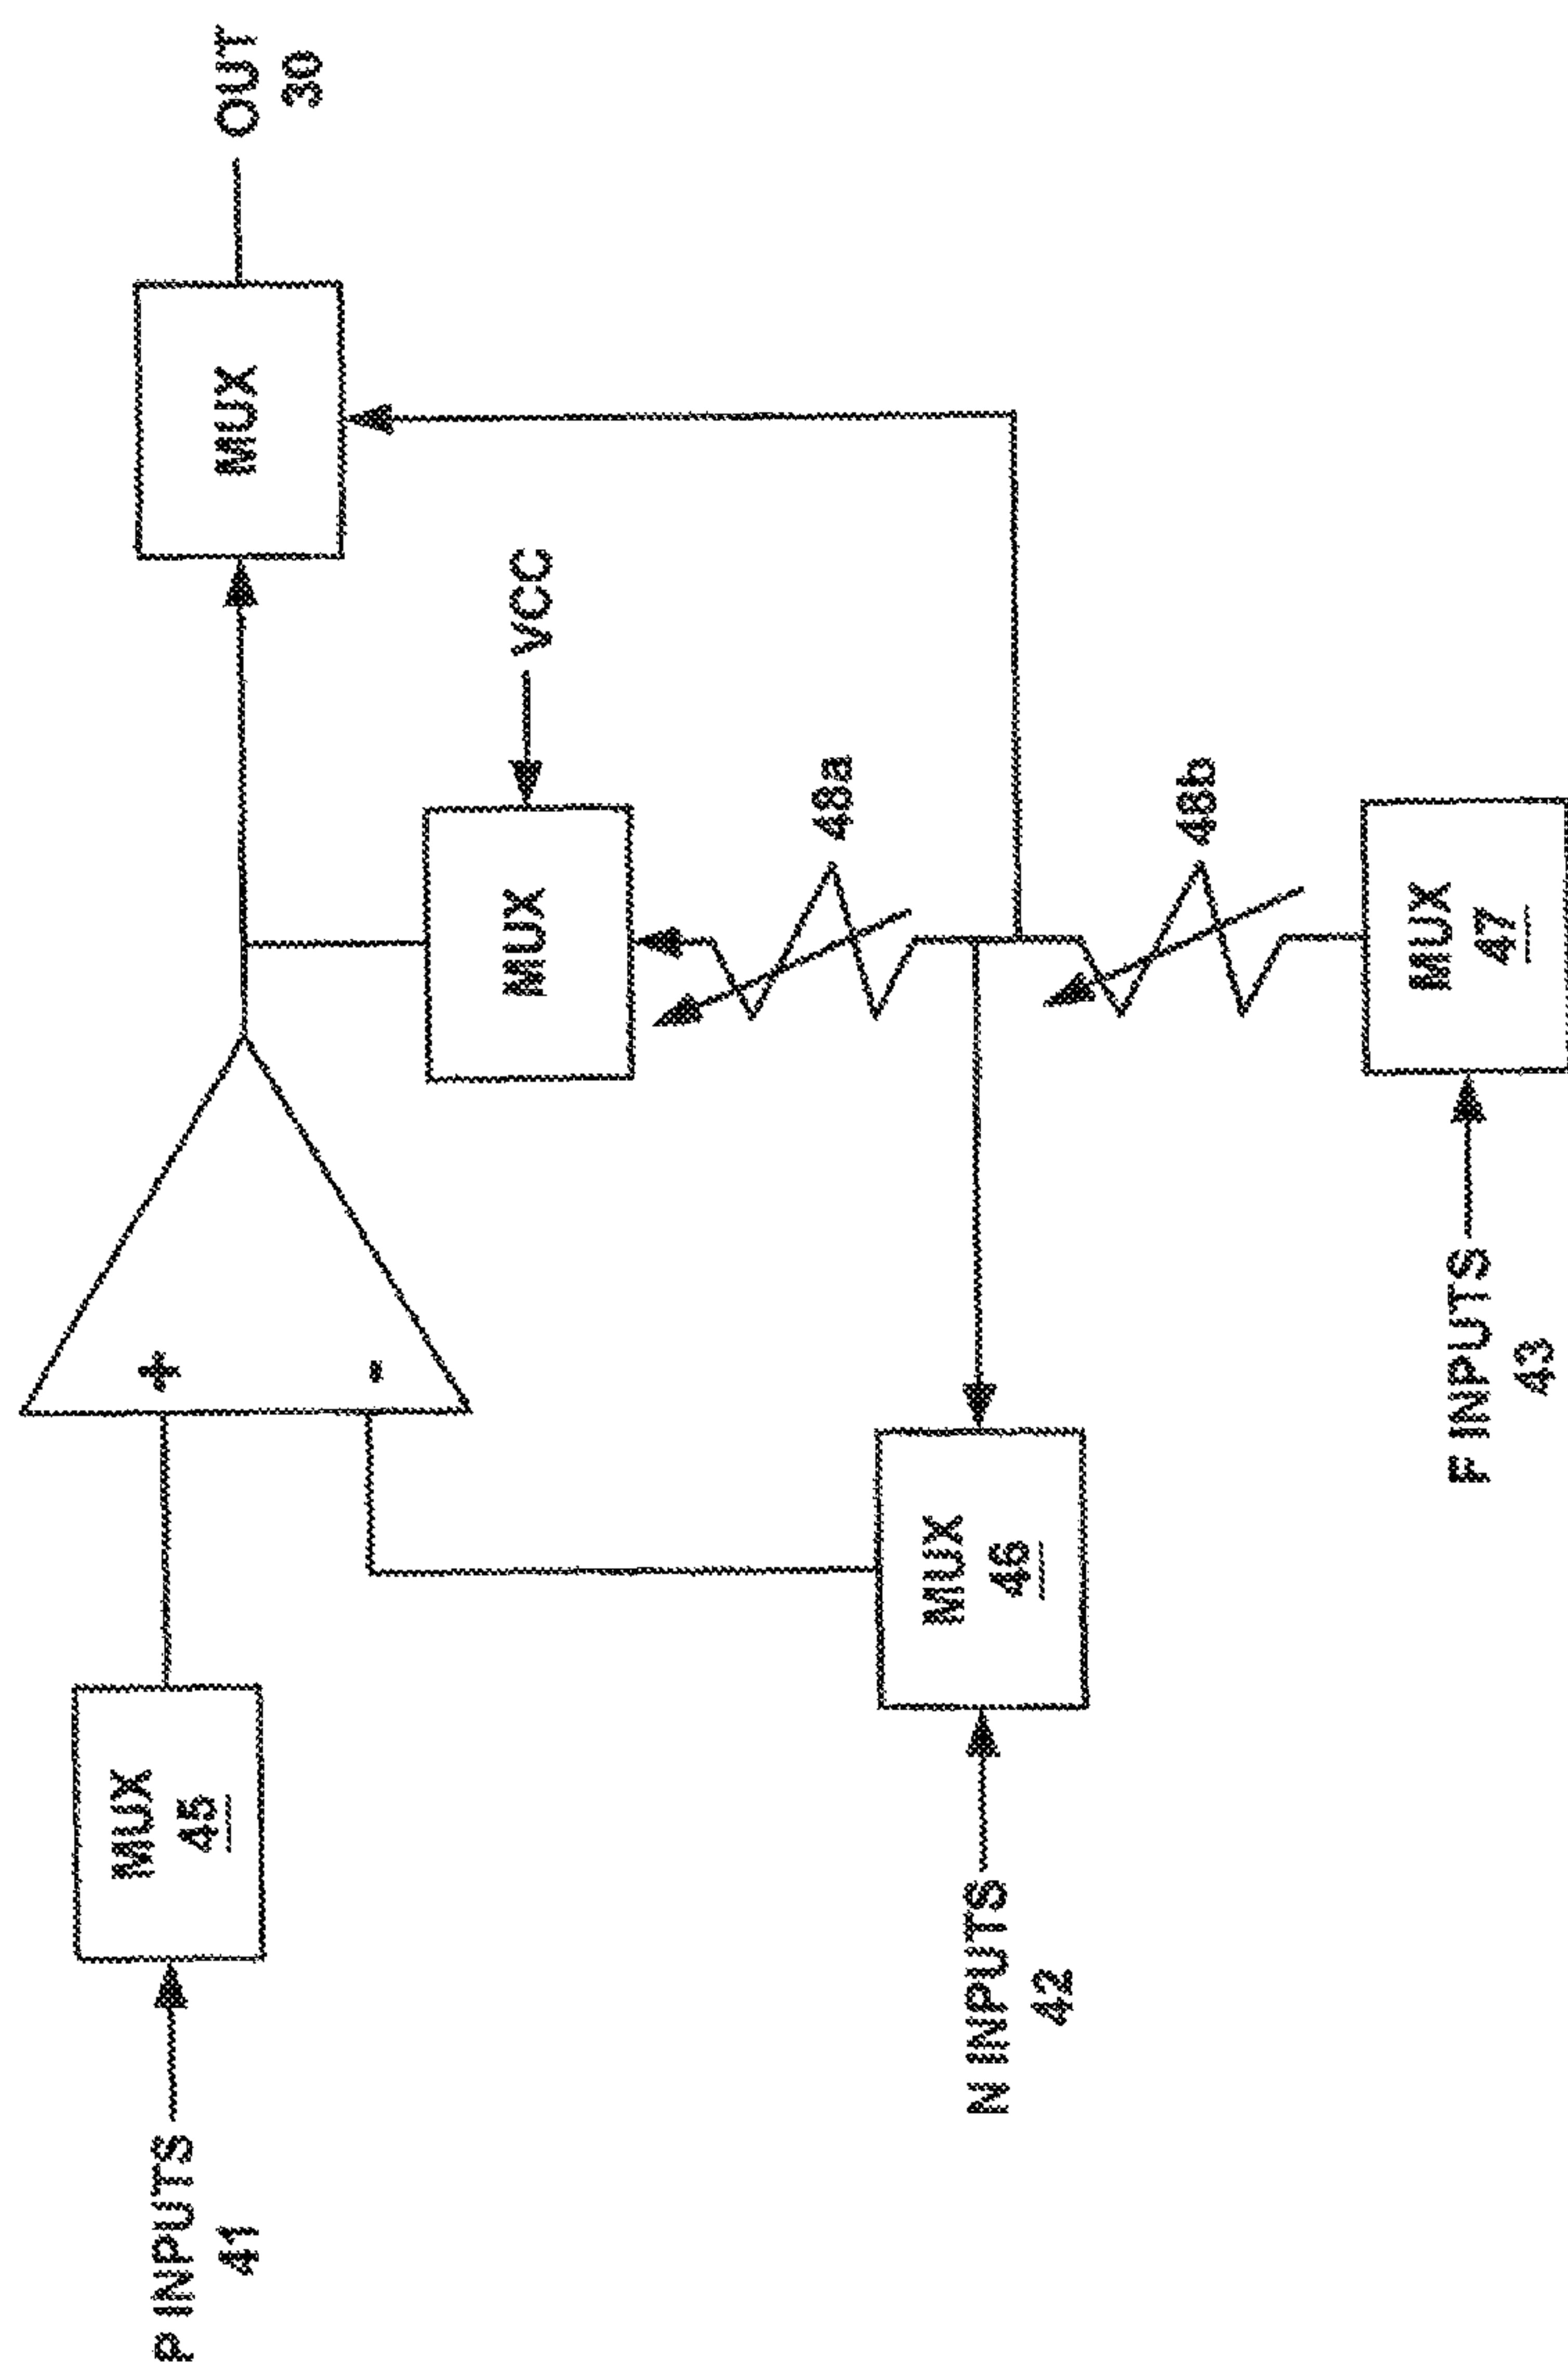 P INPUTS
41
MUX
45
+
-
MUX
OUT
30
MUX
VCC
48a
N INPUTS
42
MUX
46
48b
F INPUTS
43
MUX
47